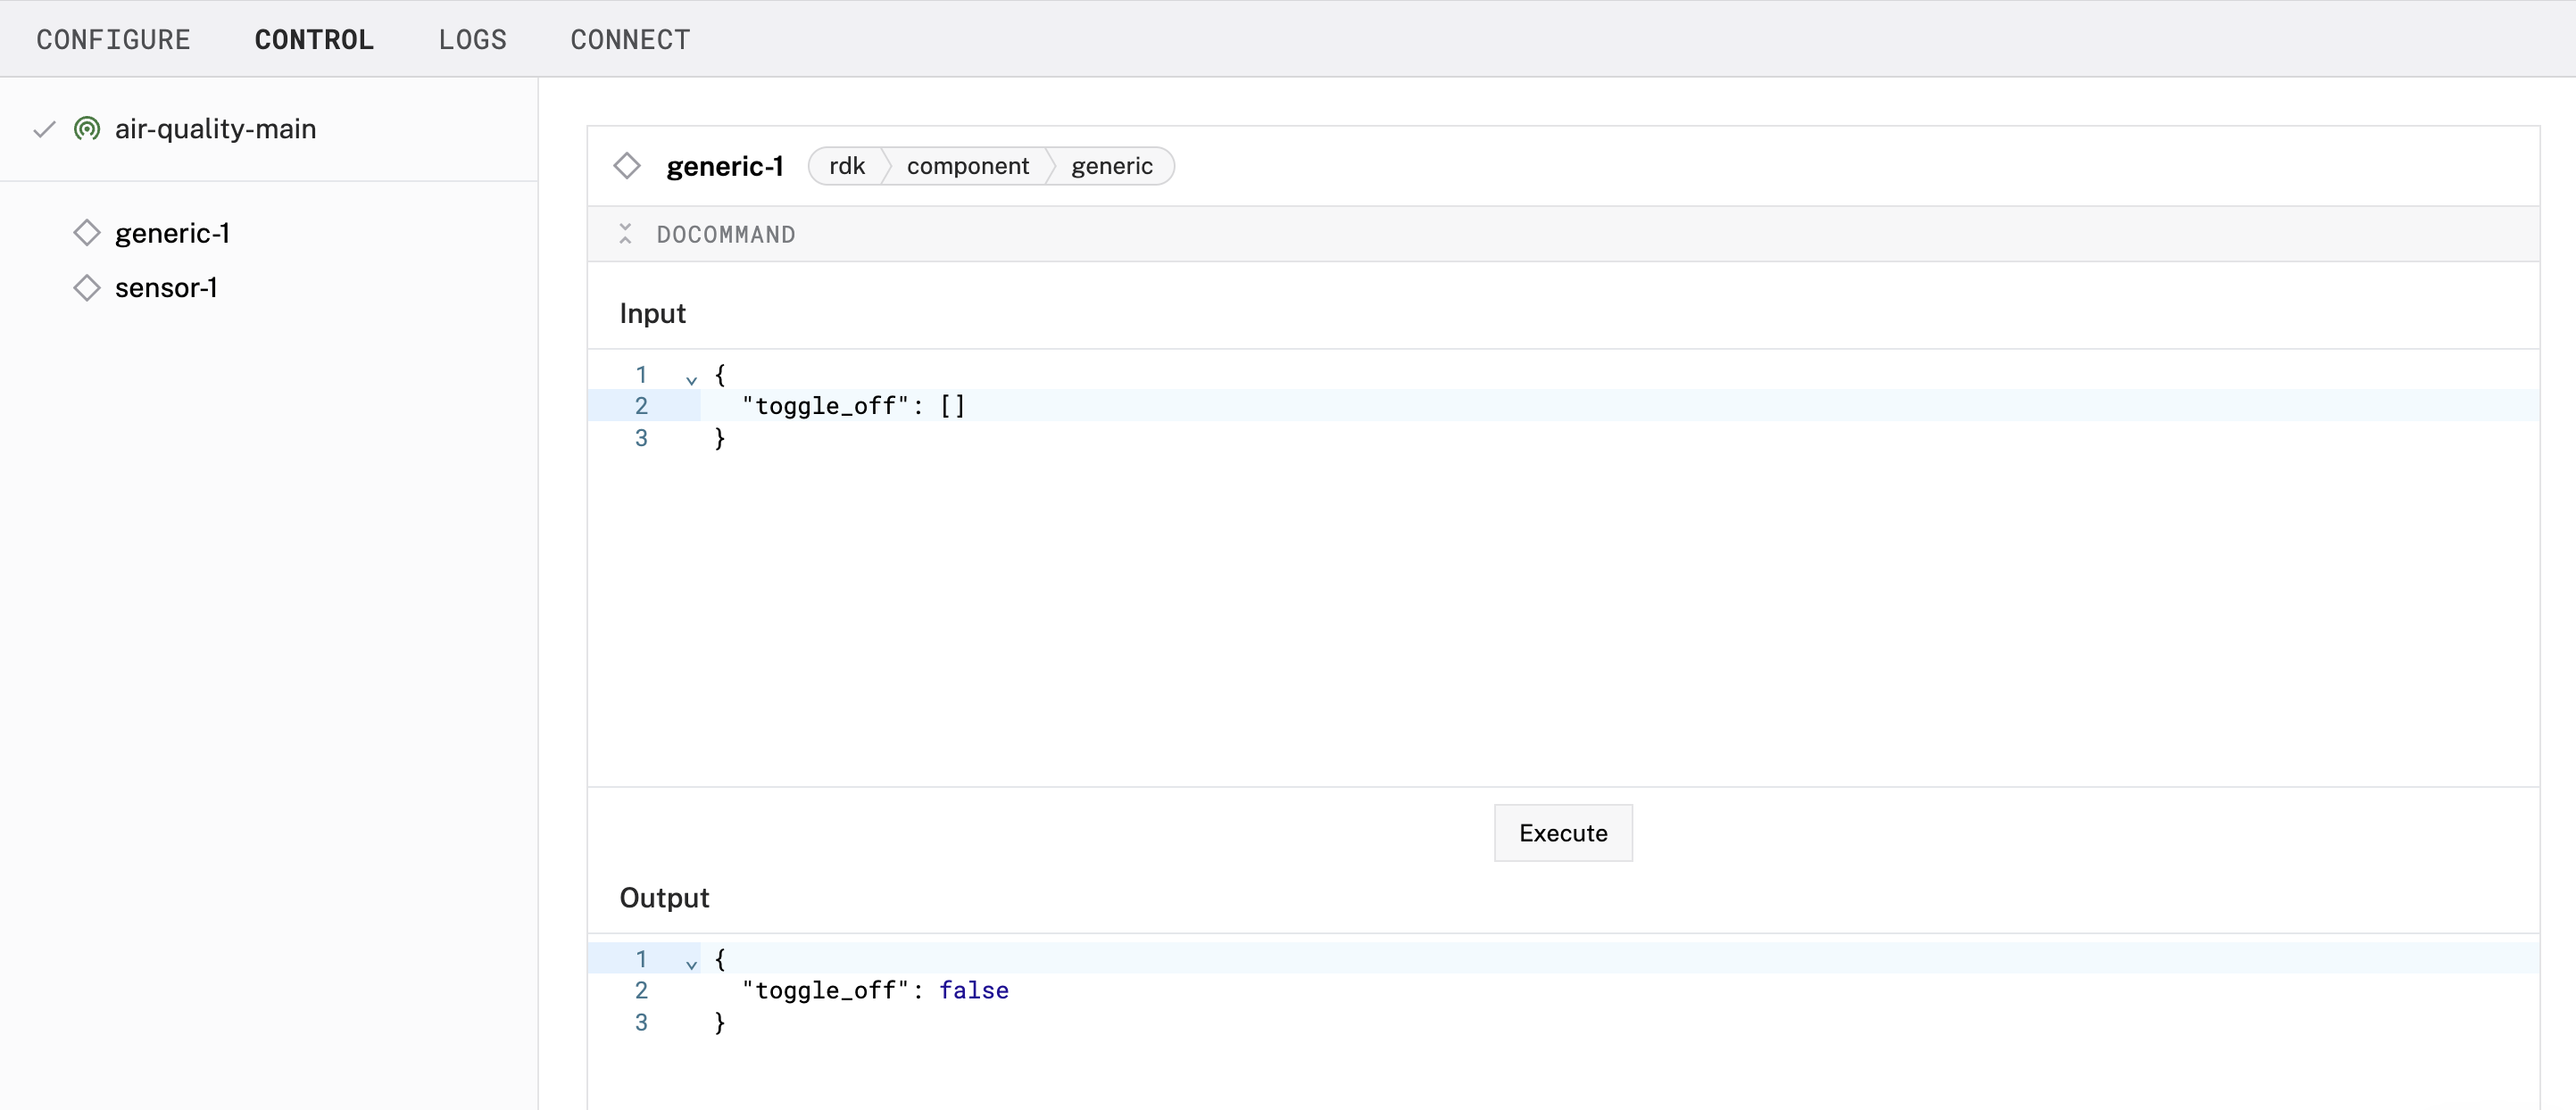 CONFIGURE CONTROL LOGS CONNECT
air-quality-main
generic-1
sensor-1
generic-1 rdk component generic
DOCOMMAND
Input
1 {
2 "toggle_off": []
3 }
Execute
Output
1 {
2 "toggle_off": false
3 }